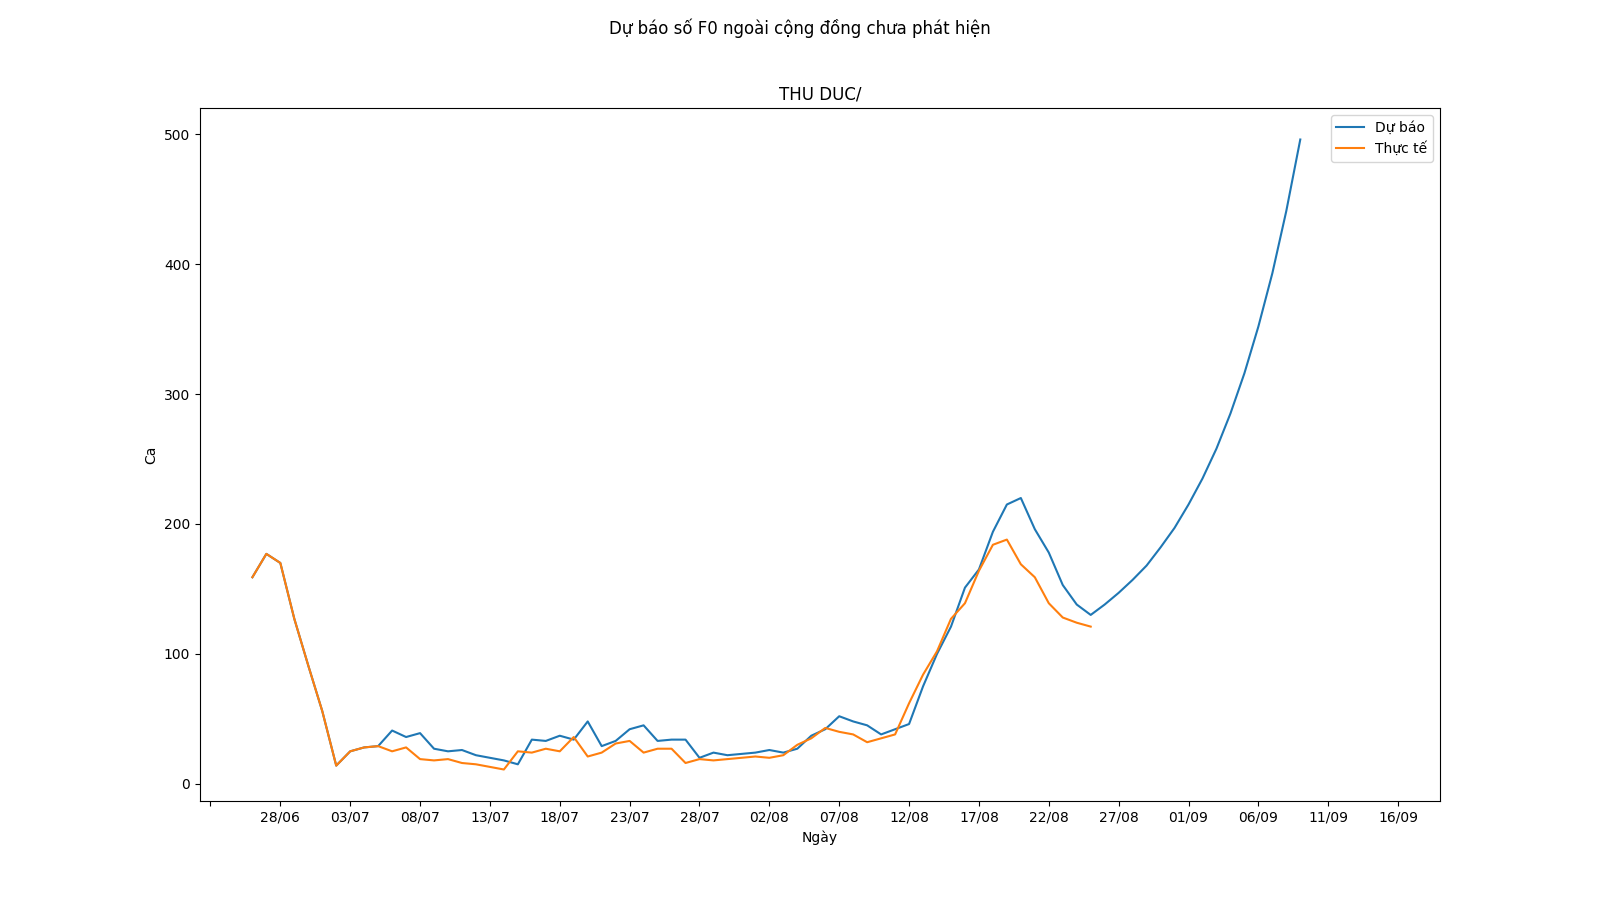 Dự báo số F0 ngoài cộng đồng chưa phát hiện
THU DUC/
Dự báo
Thực tế
500
400
300
200
100
0
Ca
28/06 03/07 08/07 13/07 18/07 23/07 28/07 02/08 07/08 12/08 17/08 22/08 27/08 01/09 06/09 11/09 16/09
Ngày